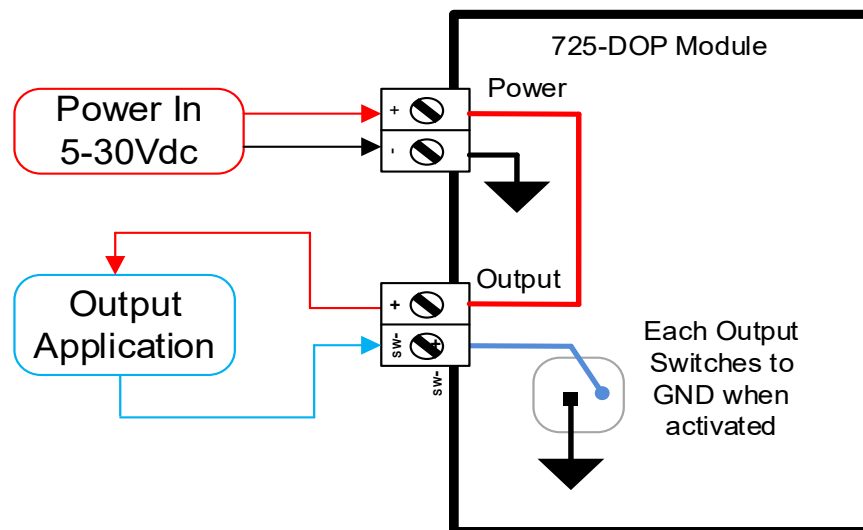 725-DOP Module
Power
Power In
5-30Vdc
+
-
Output
Output
Application
+
sw-
+
sw-
Each Output
Switches to
GND when
activated